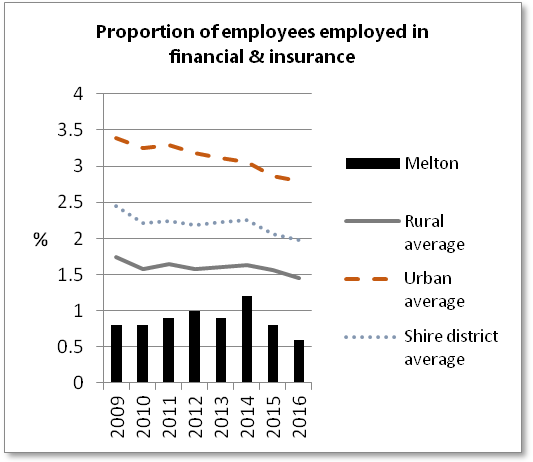 Proportion of employees employed in
financial & insurance
4
3.5
3
2.5
2
1.5
1
0.5
0
%
2009
2010
2011
2012
2013
2014
2015
2016
Melton
Rural
average
Urban
average
Shire district
average